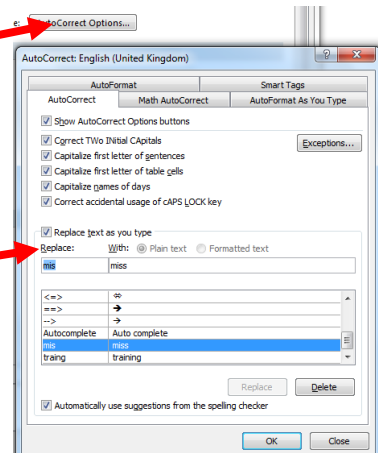 e: AutoCorrect Options...
AutoCorrect: English (United Kingdom)
AutoFormat Smart Tags
AutoCorrect Math AutoCorrect AutoFormat As You Type
Show AutoCorrect Options buttons
Correct TWo INitial CApitals Exceptions...
Capitalize first letter of sentences
Capitalize first letter of table cells
Capitalize names of days
Correct accidental usage of cAPS LOCK key
Replace text as you type
Replace: With: Plain text Formatted text
mis miss
<=> ⇔
==> ➔
--> →
Autocomplete Auto complete
mis miss
traing training
Replace Delete
Automatically use suggestions from the spelling checker
OK Close